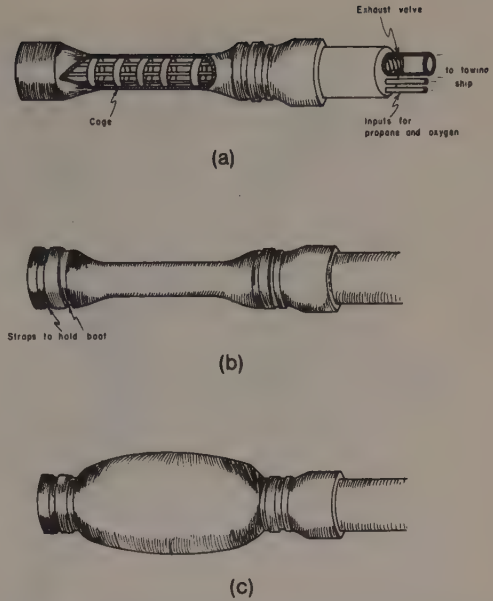 Exhaust valve
to towing
ship
Cage
Inputs for
propane and oxygen
(a)
Straps to hold boot
(b)
(c)